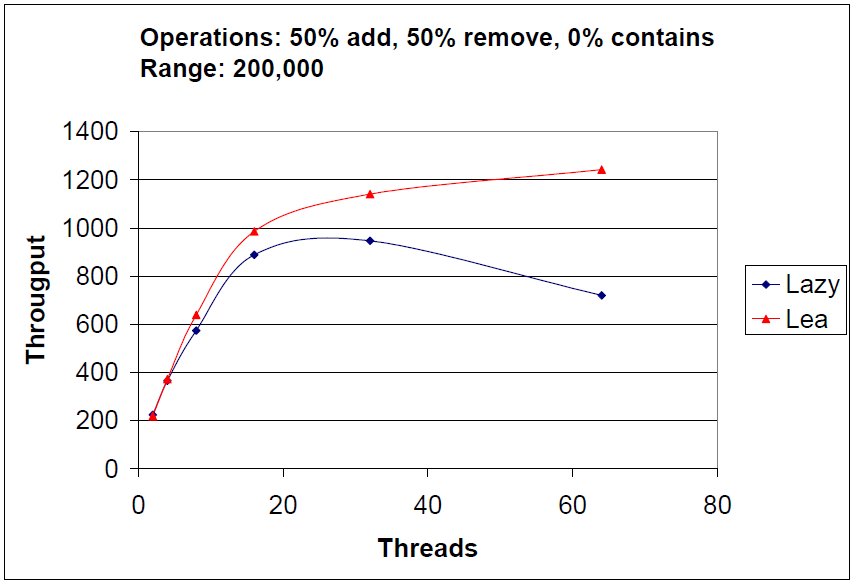 Operations: 50% add, 50% remove, 0% contains
Range: 200,000
1400
1200
1000
800
600
400
200
0
Througput
0 20 40 60 80
Threads
Lazy
Lea